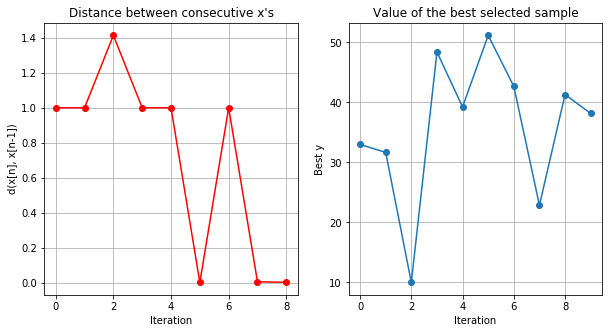 Distance between consecutive x's
1.4
1.2
1.0
0.8
0.6
0.4
0.2
0.0
d(x[n], x[n-1])
0 2 4 6 8
Iteration
Value of the best selected sample
50
40
30
20
10
Best y
0 2 4 6 8
Iteration